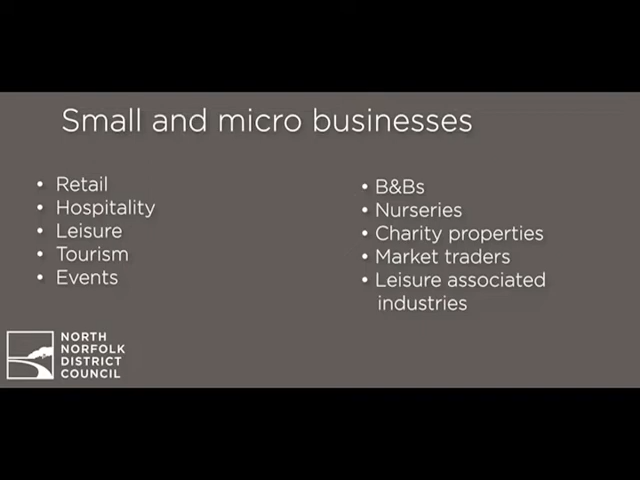 Small and micro businesses
• Retail
• Hospitality
• Leisure
• Tourism
• Events
• B&Bs
• Nurseries
• Charity properties
• Market traders
• Leisure associated
industries
NORTH
NORFOLK
DISTRICT
COUNCIL